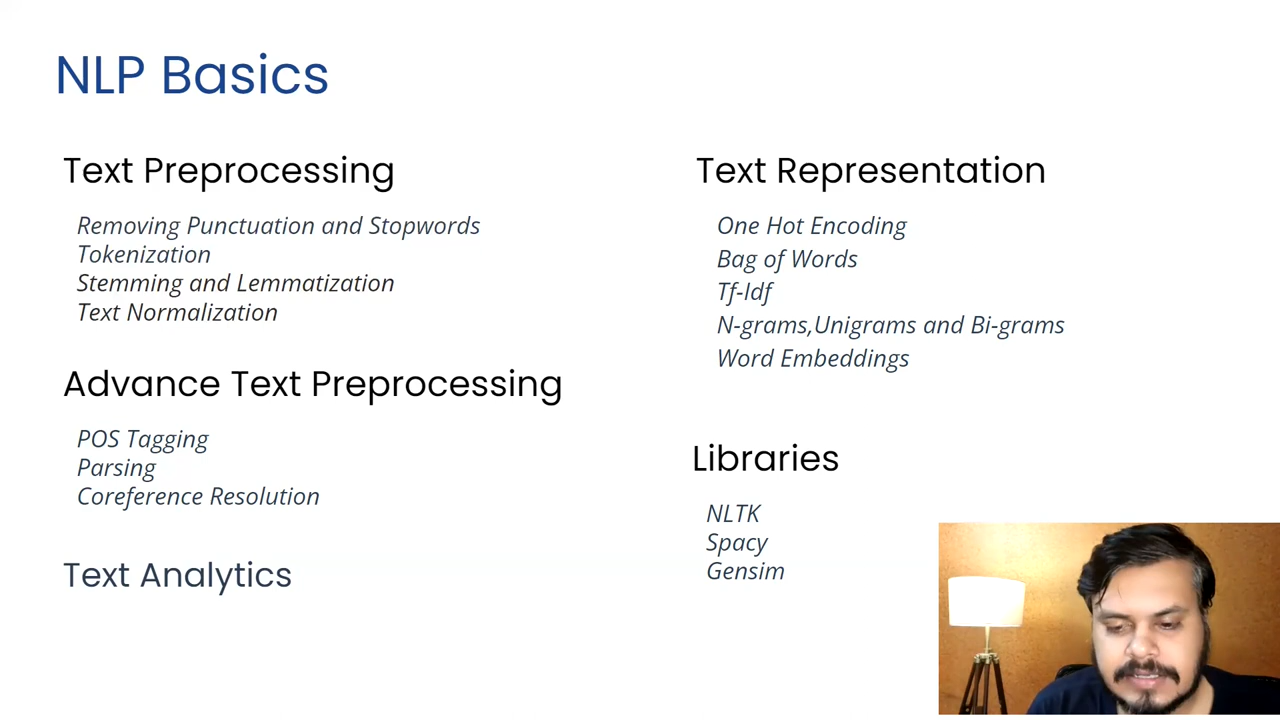 NLP Basics
Text Preprocessing
Removing Punctuation and Stopwords
Tokenization
Stemming and Lemmatization
Text Normalization
Advance Text Preprocessing
POS Tagging
Parsing
Coreference Resolution
Text Analytics
Text Representation
One Hot Encoding
Bag of Words
Tf-Idf
N-grams,Unigrams and Bi-grams
Word Embeddings
Libraries
NLTK
Spacy
Gensim